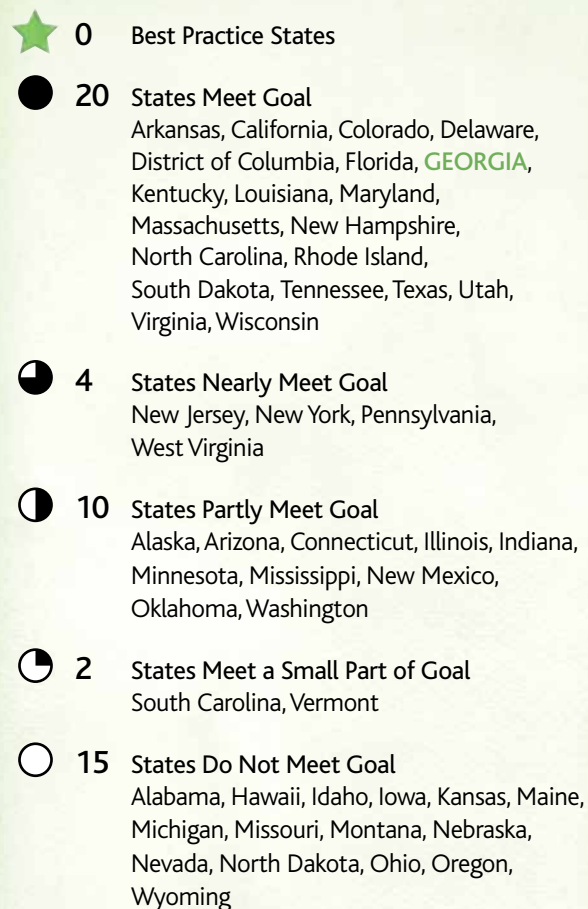 0 Best Practice States
20 States Meet Goal
Arkansas, California, Colorado, Delaware,
District of Columbia, Florida, GEORGIA,
Kentucky, Louisiana, Maryland,
Massachusetts, New Hampshire,
North Carolina, Rhode Island,
South Dakota, Tennessee, Texas, Utah,
Virginia, Wisconsin
4 States Nearly Meet Goal
New Jersey, New York, Pennsylvania,
West Virginia
10 States Partly Meet Goal
Alaska, Arizona, Connecticut, Illinois, Indiana,
Minnesota, Mississippi, New Mexico,
Oklahoma, Washington
2 States Meet a Small Part of Goal
South Carolina, Vermont
15 States Do Not Meet Goal
Alabama, Hawaii, Idaho, Iowa, Kansas, Maine,
Michigan, Missouri, Montana, Nebraska,
Nevada, North Dakota, Ohio, Oregon,
Wyoming